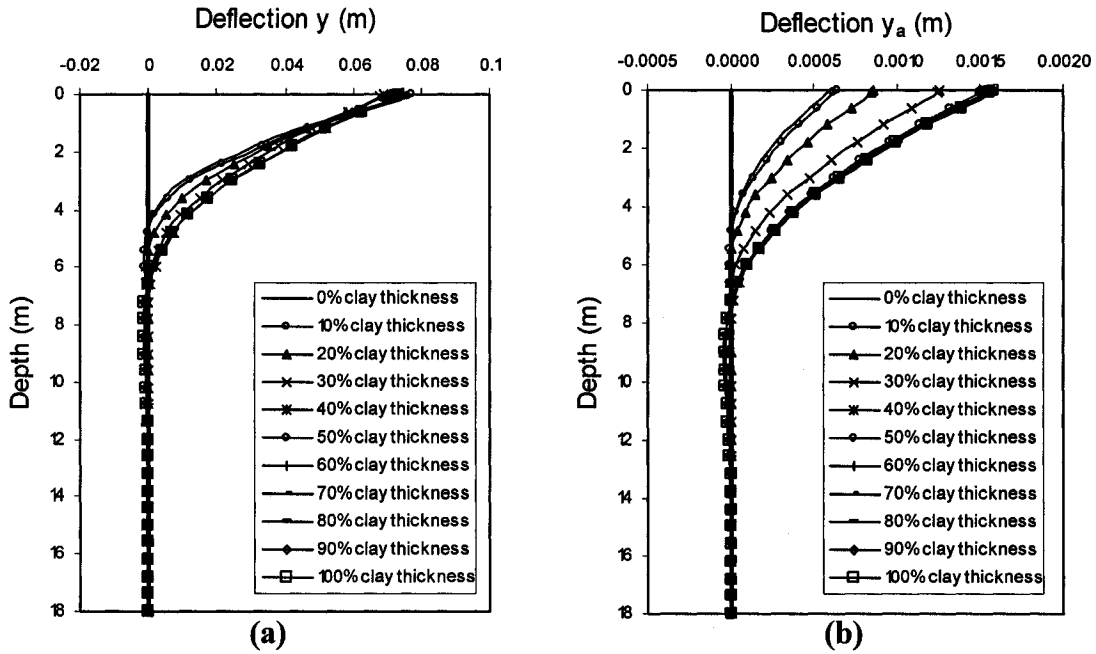 Deflection y (m)
-0.02 0 0.02 0.04 0.06 0.08 0.1
0
2
4
6
8
10
12
14
16
18
Depth (m)
0% clay thickness
10% clay thickness
20% clay thickness
30% clay thickness
40% clay thickness
50% clay thickness
60% clay thickness
70% clay thickness
80% clay thickness
90% clay thickness
100% clay thickness
(a)
Deflection yₐ (m)
-0.0005 0.0000 0.0005 0.0010 0.0015 0.0020
0
2
4
6
8
10
12
14
16
18
Depth (m)
0% clay thickness
10% clay thickness
20% clay thickness
30% clay thickness
40% clay thickness
50% clay thickness
60% clay thickness
70% clay thickness
80% clay thickness
90% clay thickness
100% clay thickness
(b)